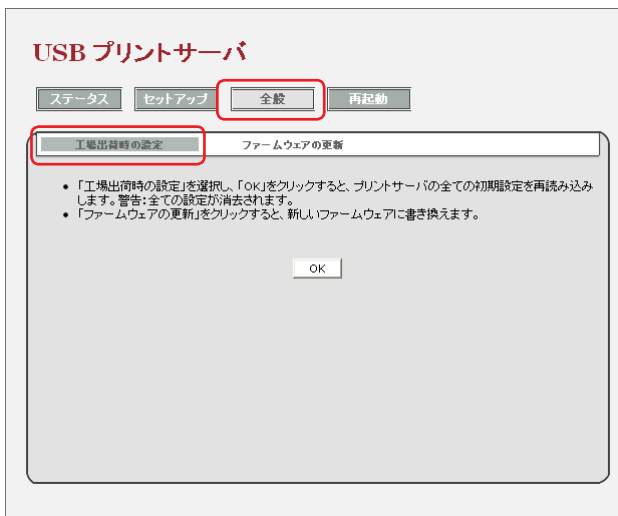 USB プリントサーバ
ステータス セットアップ 全般 再起動
工場出荷時の設定 ファームウェアの更新
• 「工場出荷時の設定」を選択し、「OK」をクリックすると、プリントサーバの全ての初期設定を再読み込み
します。警告:全ての設定が消去されます。
• 「ファームウェアの更新」をクリックすると、新しいファームウェアに書き換えます。
OK